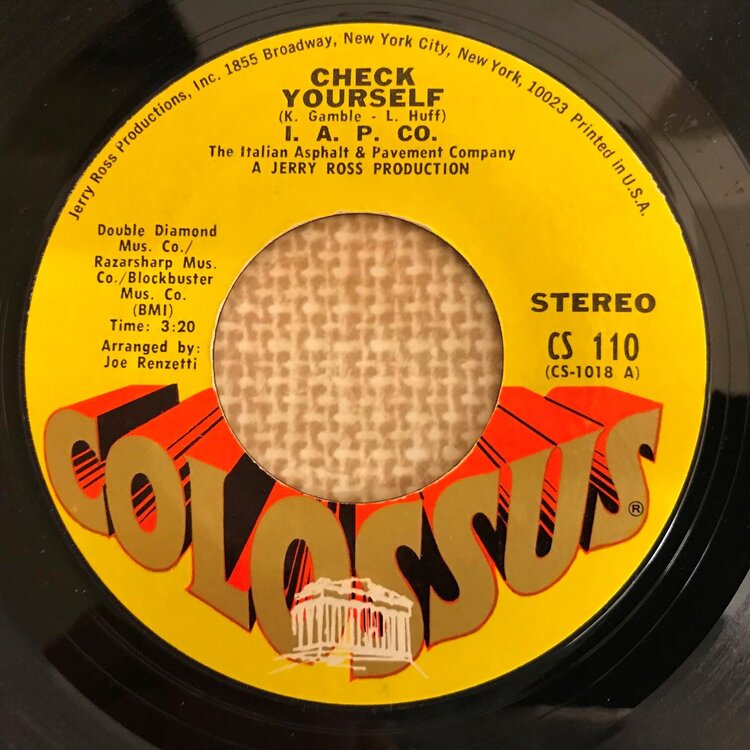 Jerry Ross Productions, Inc. 1855 Broadway, New York City, New York, 10023 Printed in U.S.A.
CHECK
YOURSELF
(K. Gamble - L. Huff)
I. A. P. CO.
The Italian Asphalt & Pavement Company
A JERRY ROSS PRODUCTION
Double Diamond
Mus. Co./
Razarsharp Mus.
Co./Blockbuster
Mus. Co.
(BMI)
Time: 3:20
Arranged by:
Joe Renzetti
STEREO
CS 110
(CS-1018 A)
COLOSSUS®